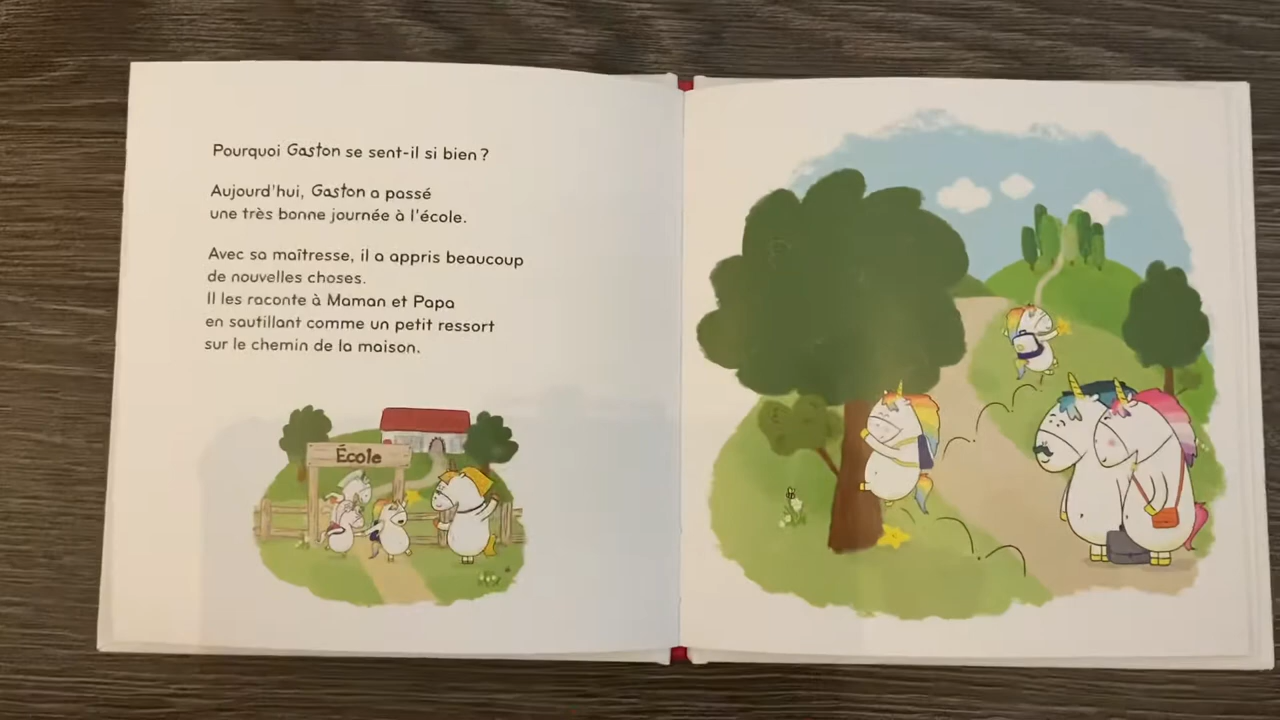 Pourquoi Gaston se sent-il si bien ?
Aujourd'hui, Gaston a passé
une très bonne journée à l'école.
Avec sa maîtresse, il a appris beaucoup
de nouvelles choses.
Il les raconte à Maman et Papa
en sautillant comme un petit ressort
sur le chemin de la maison.
École